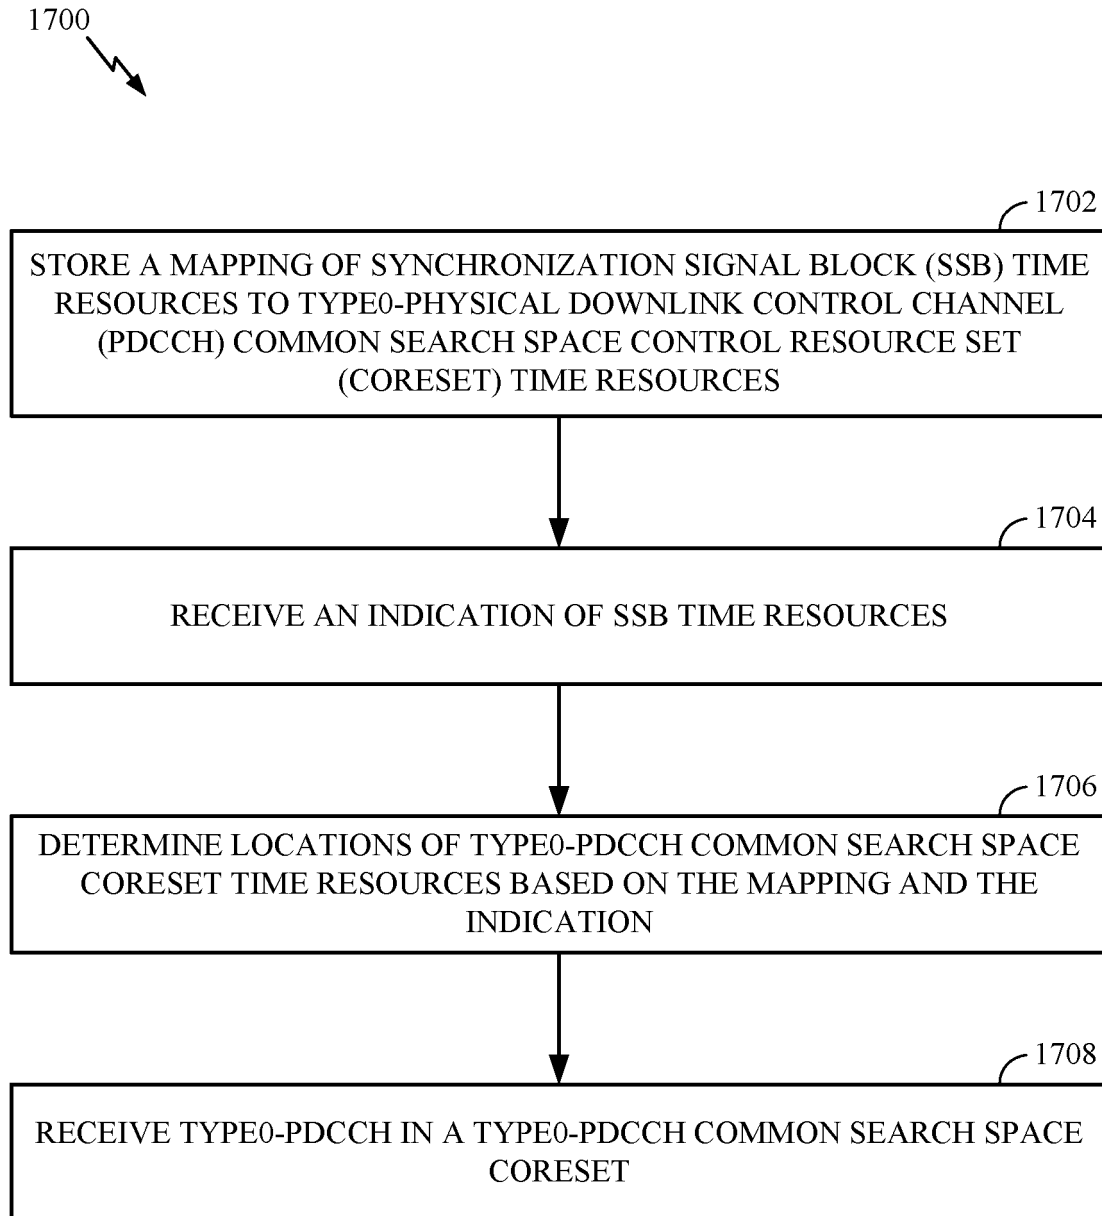 1700
1702
STORE A MAPPING OF SYNCHRONIZATION SIGNAL BLOCK (SSB) TIME
RESOURCES TO TYPE0-PHYSICAL DOWNLINK CONTROL CHANNEL
(PDCCH) COMMON SEARCH SPACE CONTROL RESOURCE SET
(CORESET) TIME RESOURCES
1704
RECEIVE AN INDICATION OF SSB TIME RESOURCES
1706
DETERMINE LOCATIONS OF TYPE0-PDCCH COMMON SEARCH SPACE
CORESET TIME RESOURCES BASED ON THE MAPPING AND THE
INDICATION
1708
RECEIVE TYPE0-PDCCH IN A TYPE0-PDCCH COMMON SEARCH SPACE
CORESET